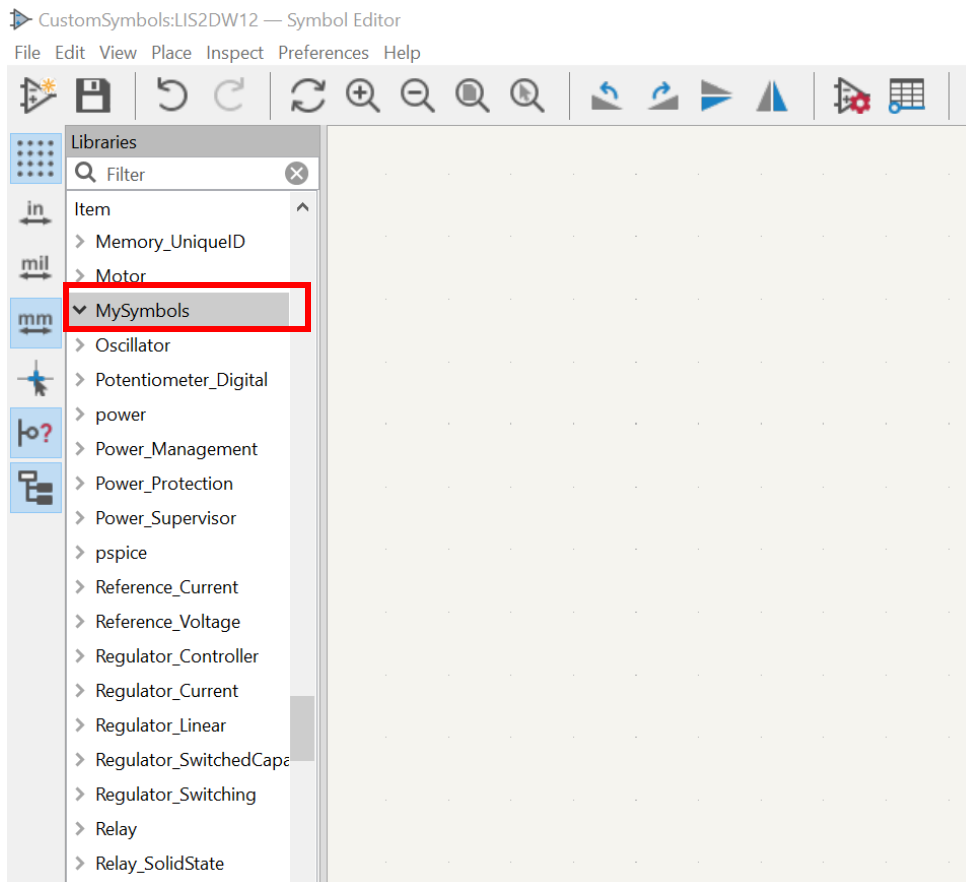 CustomSymbols:LIS2DW12 — Symbol Editor
File Edit View Place Inspect Preferences Help
Libraries
Filter
Item
Memory_UniqueID
Motor
MySymbols
Oscillator
Potentiometer_Digital
power
Power_Management
Power_Protection
Power_Supervisor
pspice
Reference_Current
Reference_Voltage
Regulator_Controller
Regulator_Current
Regulator_Linear
Regulator_SwitchedCapa
Regulator_Switching
Relay
Relay_SolidState
in
mil
mm
?